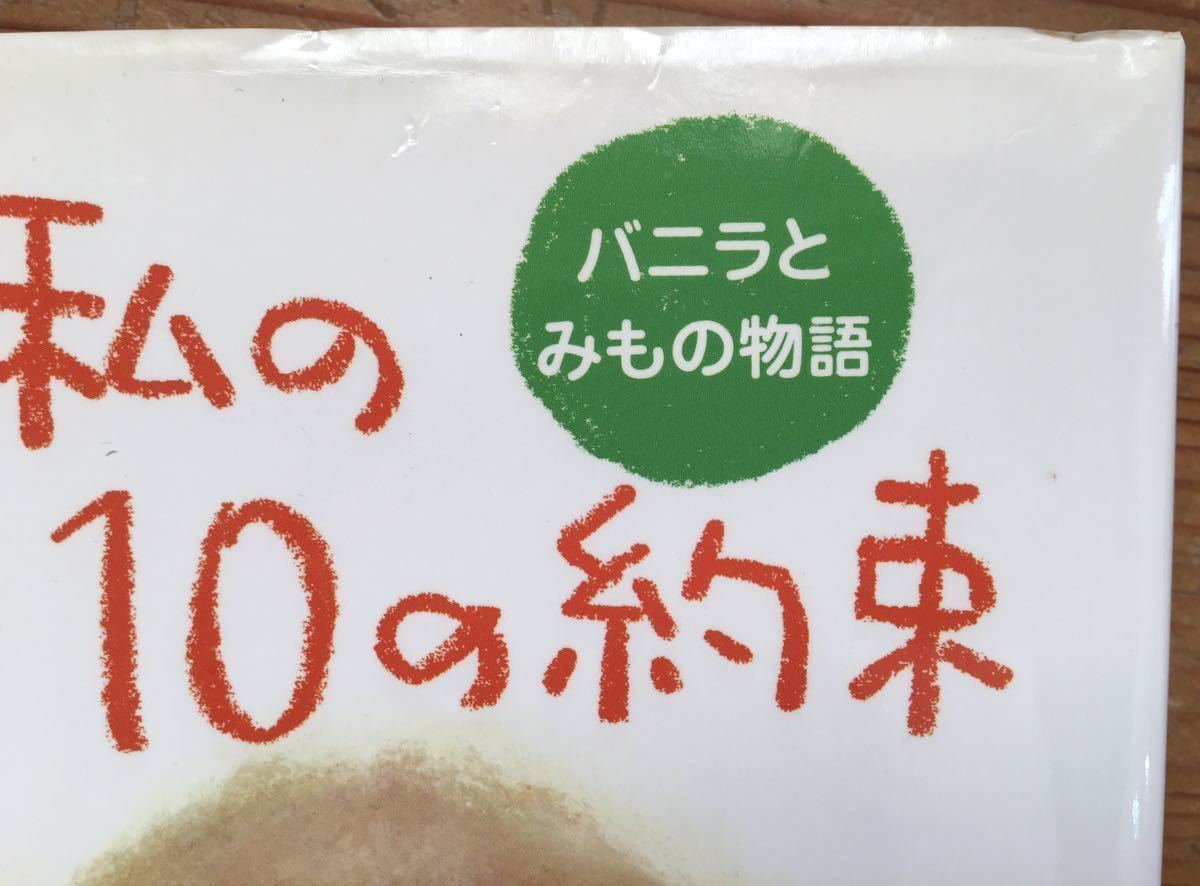 私の
バニラと
みもの物語
10の約束